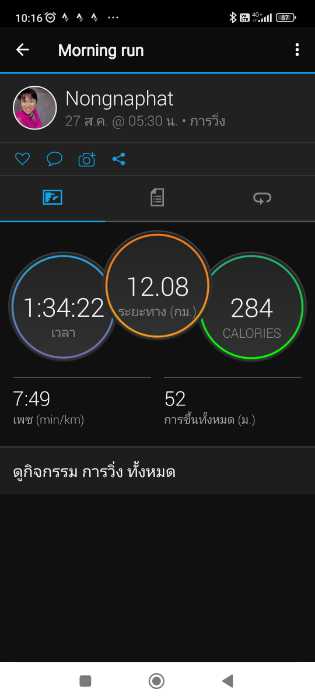 10:16
4G
87
Morning run
Nongnaphat
27 ส.ค. @ 05:30 น. • การวิ่ง
1:34:22
เวลา
12.08
ระยะทาง (กม.)
284
CALORIES
7:49
เพซ (min/km)
52
การขึ้นทั้งหมด (ม.)
ดูกิจกรรม การวิ่ง ทั้งหมด